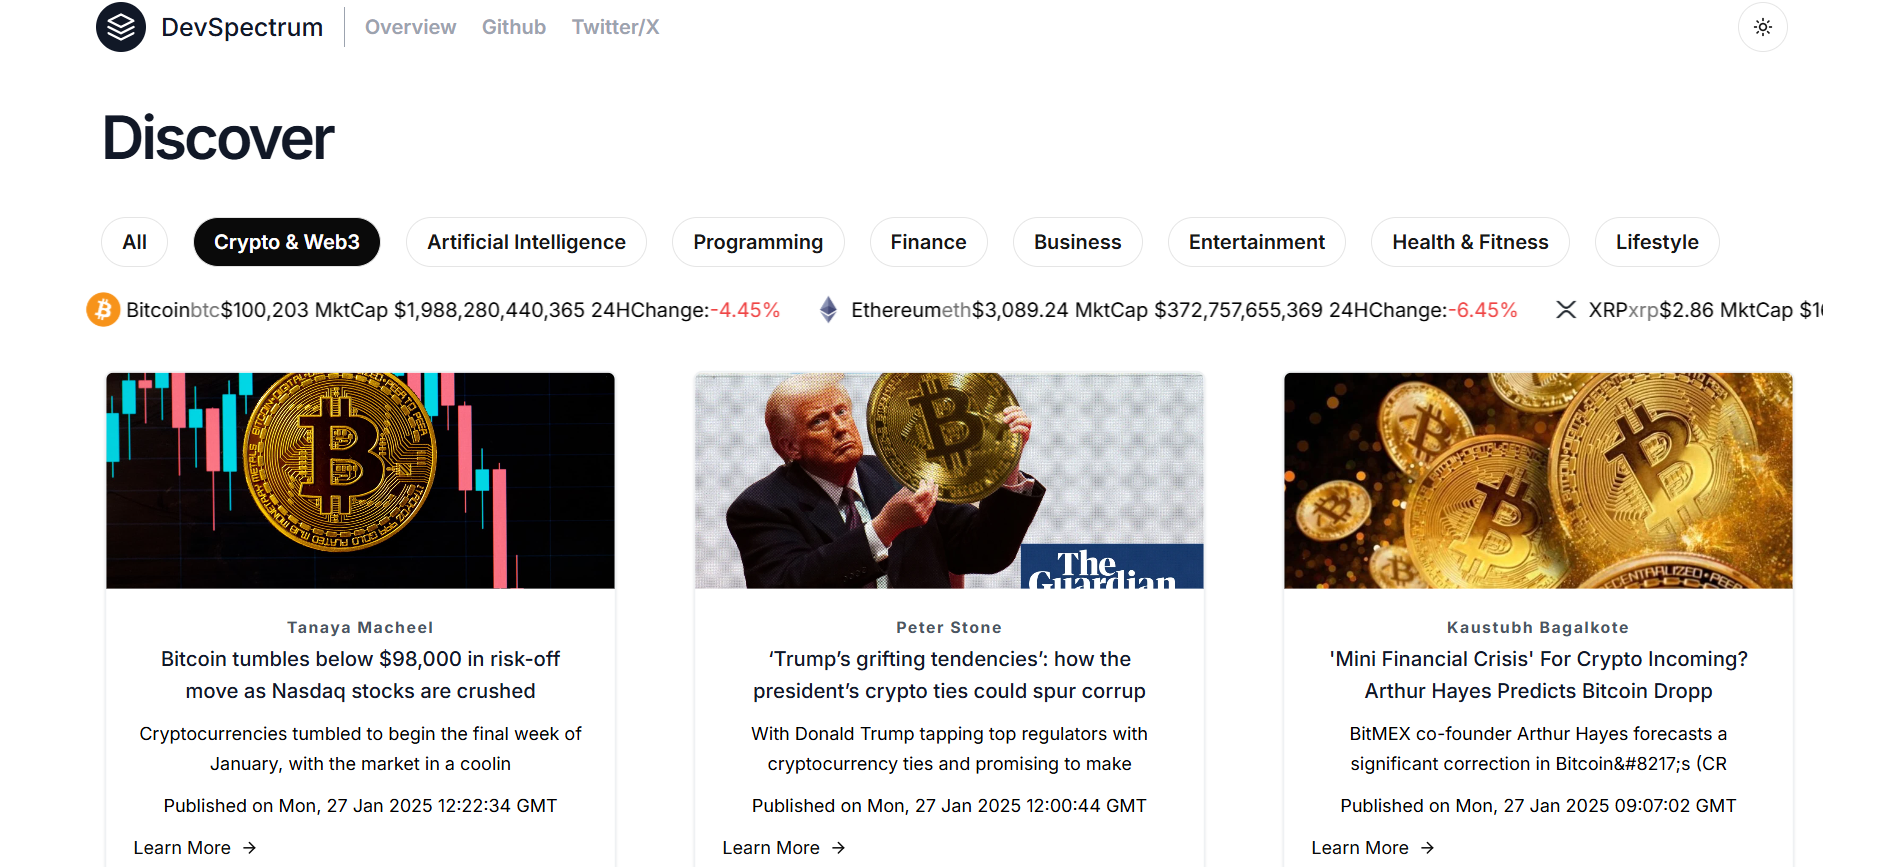 DevSpectrum
Overview
Github
Twitter/X
Discover
All
Crypto & Web3
Artificial Intelligence
Programming
Finance
Business
Entertainment
Health & Fitness
Lifestyle
Bitcoinbtc$100,203 MktCap $1,988,280,440,365 24HChange:-4.45%
Ethereumeth$3,089.24 MktCap $372,757,655,369 24HChange:-6.45%
XRPxrp$2.86 MktCap $1
The
Guardian
Tanaya Macheel
Bitcoin tumbles below $98,000 in risk-off
move as Nasdaq stocks are crushed
Cryptocurrencies tumbled to begin the final week of
January, with the market in a coolin
Published on Mon, 27 Jan 2025 12:22:34 GMT
Learn More →
Peter Stone
‘Trump’s grifting tendencies’: how the
president’s crypto ties could spur corrup
With Donald Trump tapping top regulators with
cryptocurrency ties and promising to make
Published on Mon, 27 Jan 2025 12:00:44 GMT
Learn More →
Kaustubh Bagalkote
'Mini Financial Crisis' For Crypto Incoming?
Arthur Hayes Predicts Bitcoin Dropp
BitMEX co-founder Arthur Hayes forecasts a
significant correction in Bitcoin&#8217;s (CR
Published on Mon, 27 Jan 2025 09:07:02 GMT
Learn More →